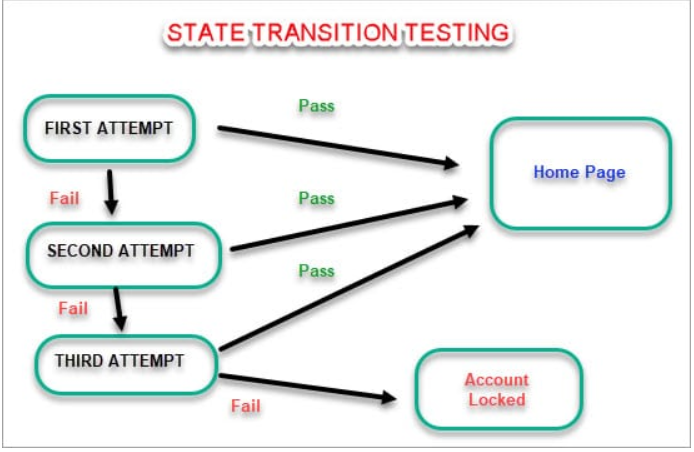 STATE TRANSITION TESTING
Pass
FIRST ATTEMPT
Home Page
Fail
Pass
SECOND ATTEMPT
Pass
Fail
THIRD ATTEMPT
Account
Locked
Fail